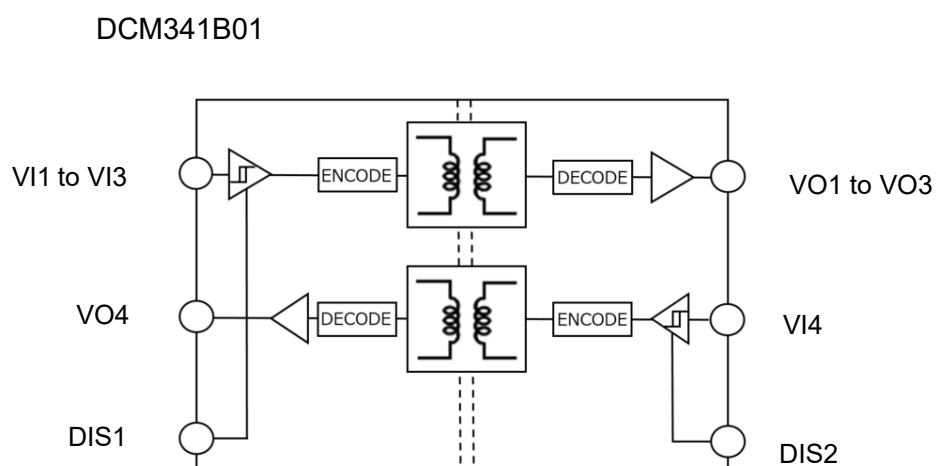 DCM341B01
VI1 to VI3
ENCODE
DECODE
VO1 to VO3
VO4
DECODE
ENCODE
VI4
DIS1
DIS2